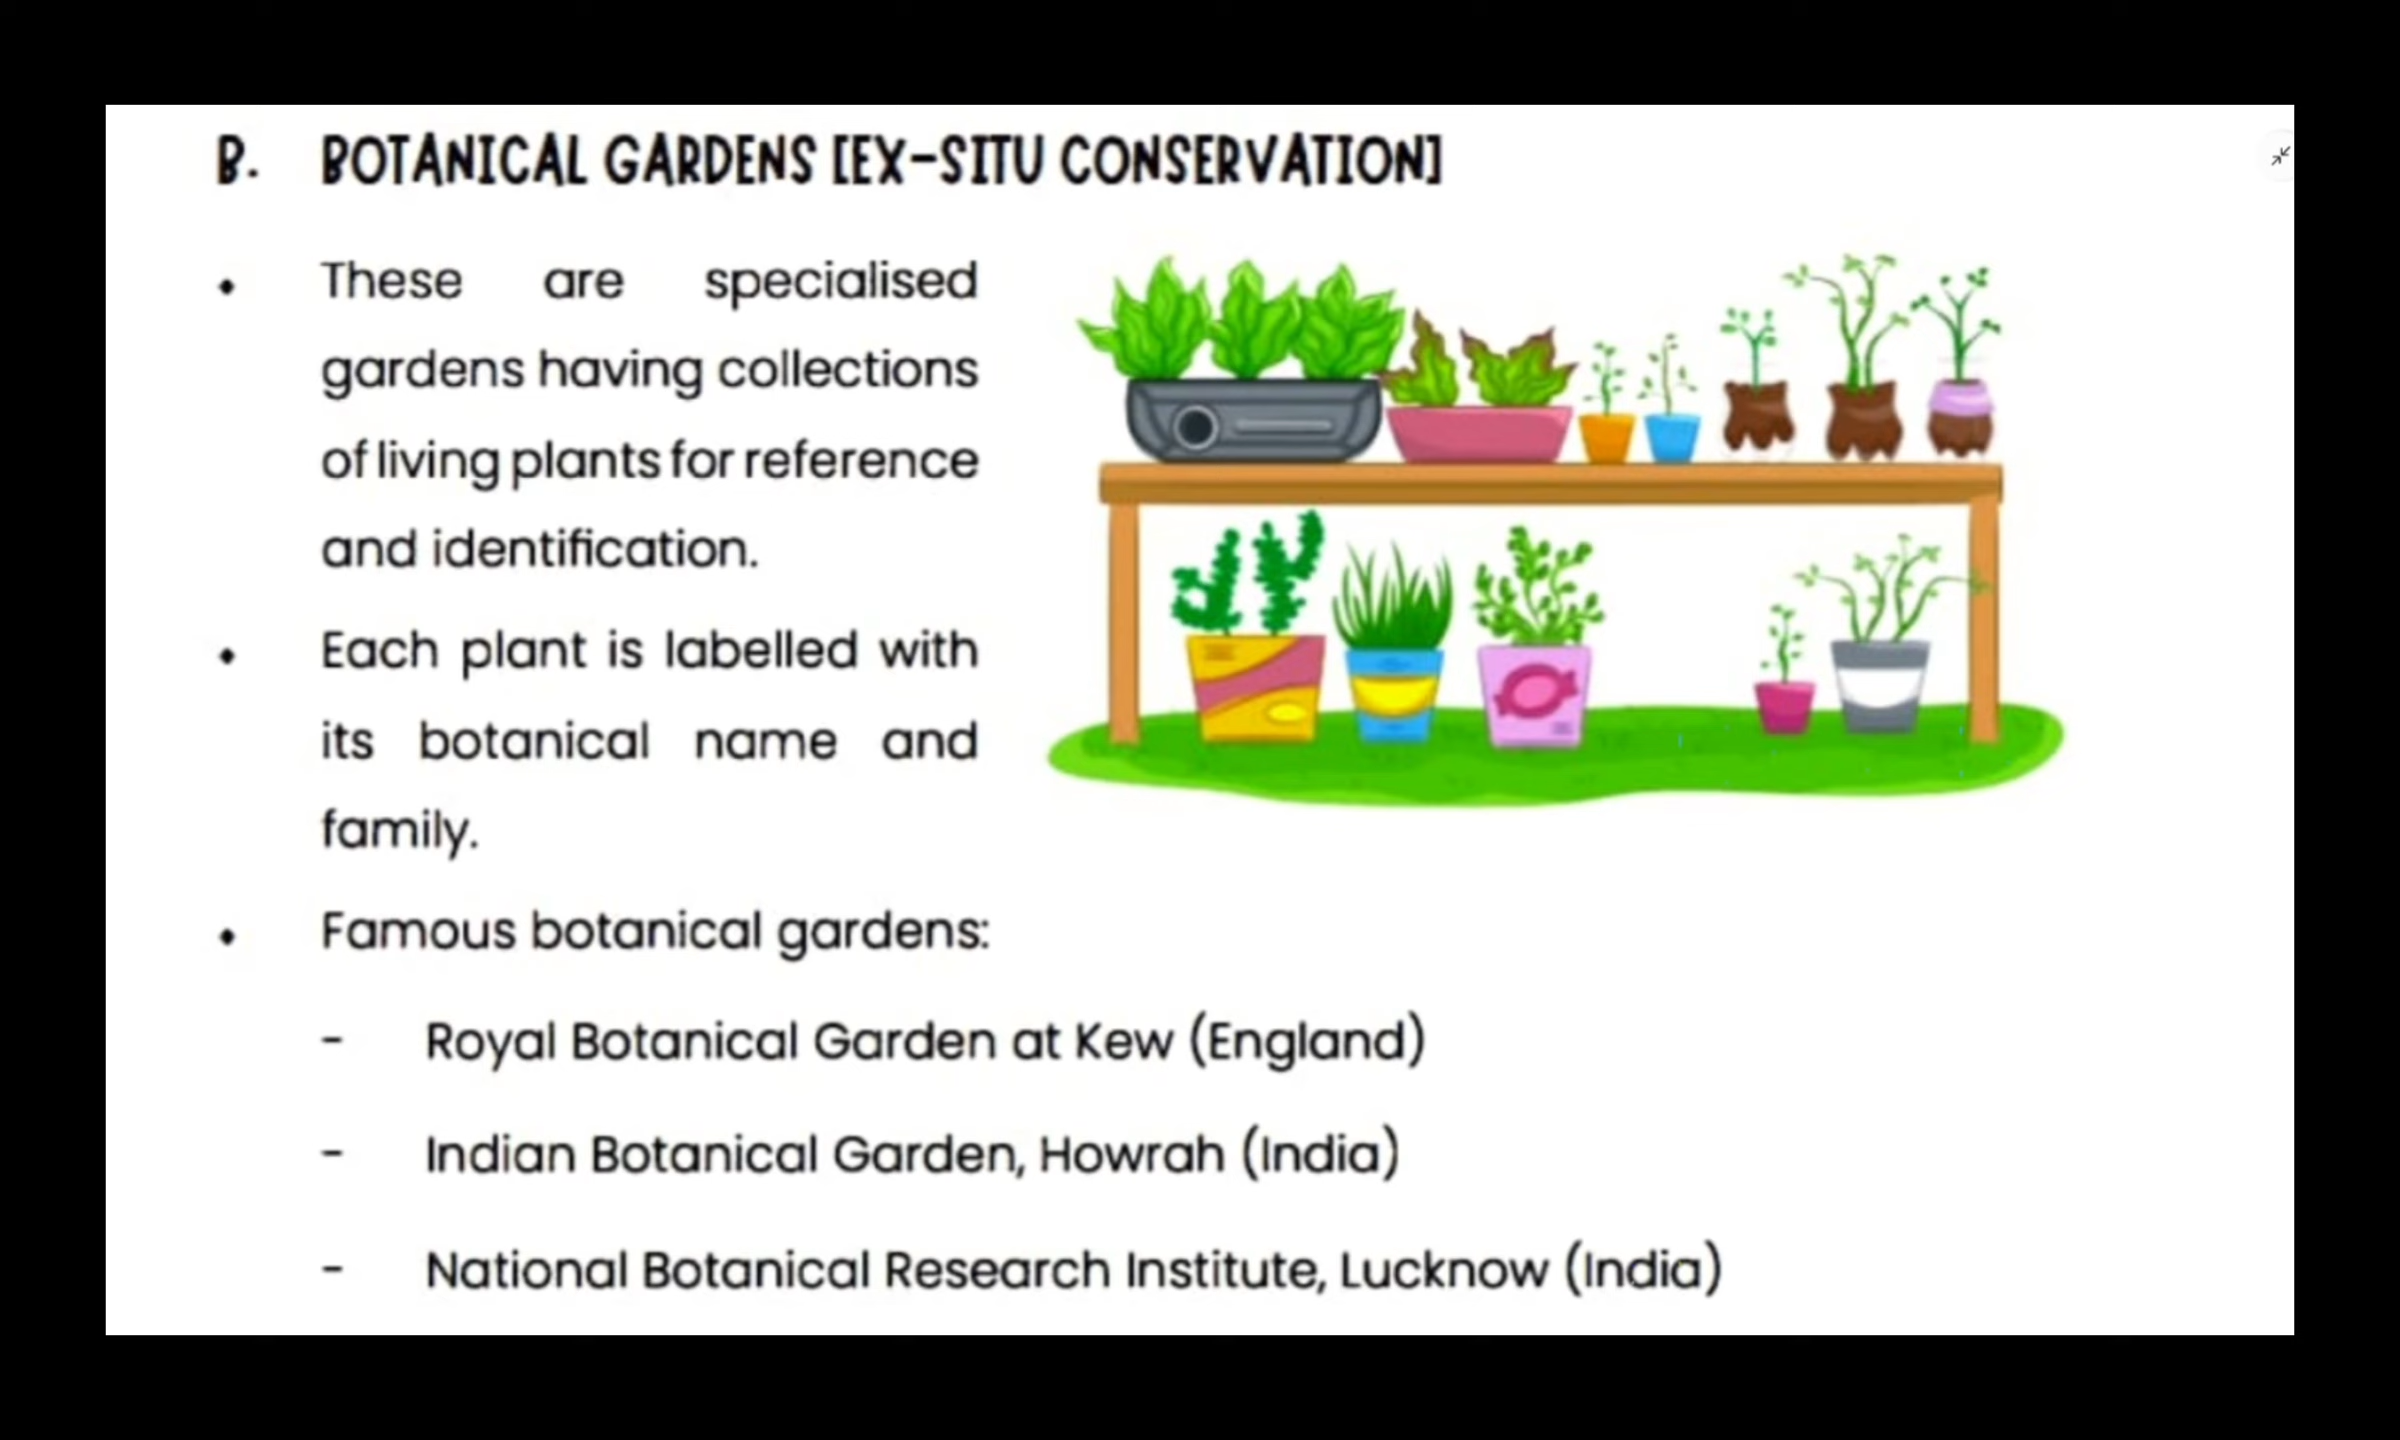 B. BOTANICAL GARDENS [EX-SITU CONSERVATION]
• These are specialised
gardens having collections
of living plants for reference
and identification.
• Each plant is labelled with
its botanical name and
family.
• Famous botanical gardens:
- Royal Botanical Garden at Kew (England)
- Indian Botanical Garden, Howrah (India)
- National Botanical Research Institute, Lucknow (India)